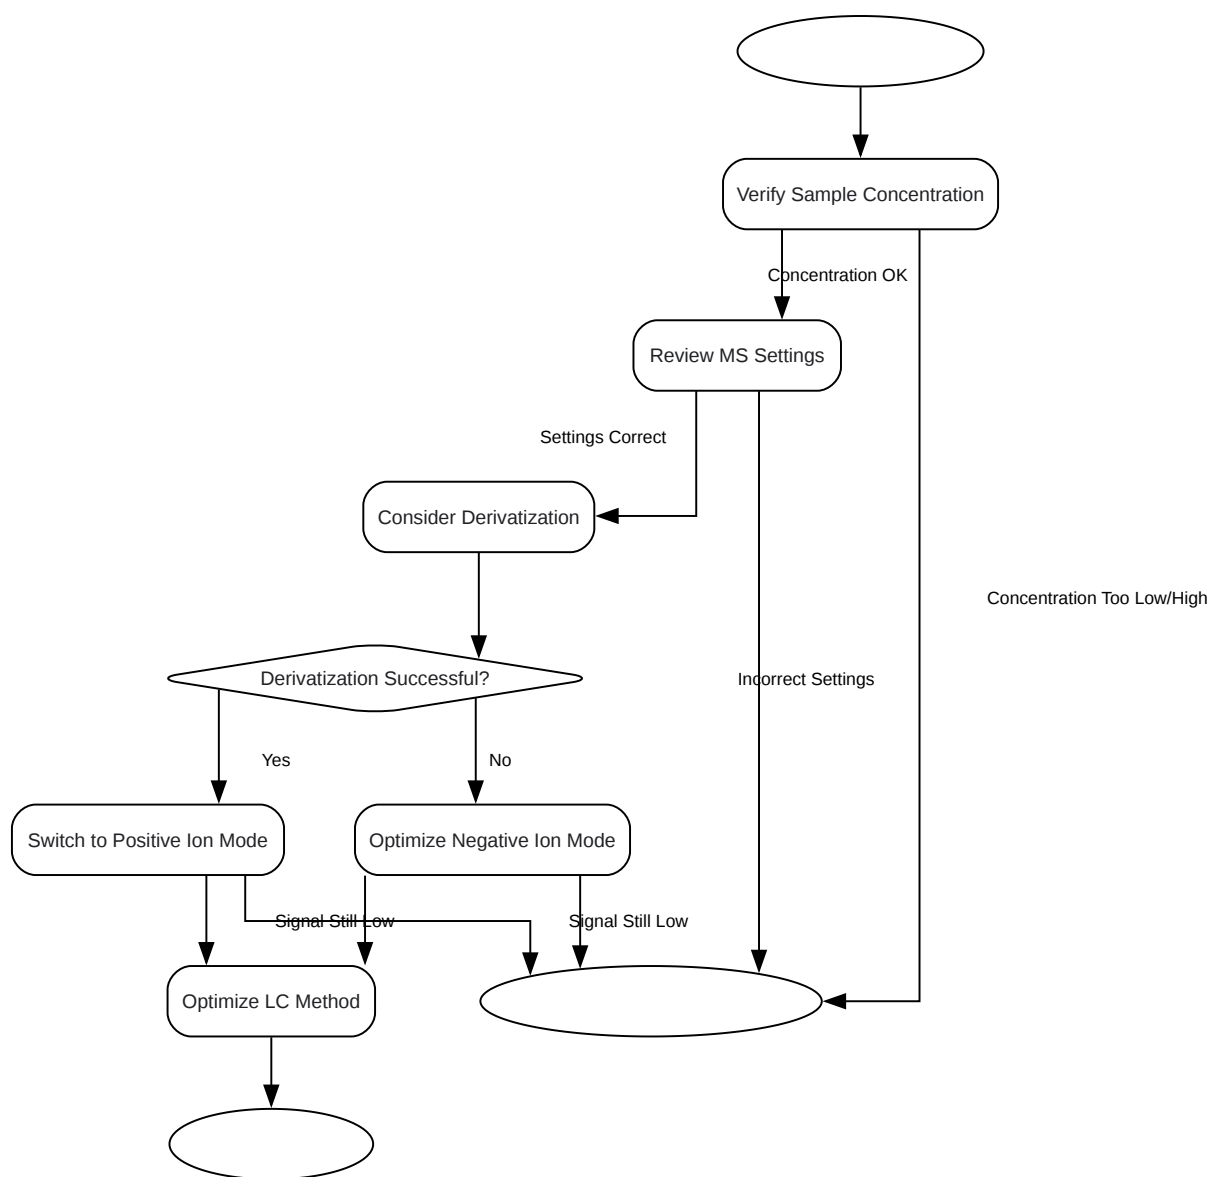 Verify Sample Concentration
Concentration OK
Review MS Settings
Settings Correct
Consider Derivatization
Concentration Too Low/High
Derivatization Successful?
Incorrect Settings
Yes
No
Switch to Positive Ion Mode
Optimize Negative Ion Mode
Signal Still Low
Signal Still Low
Optimize LC Method